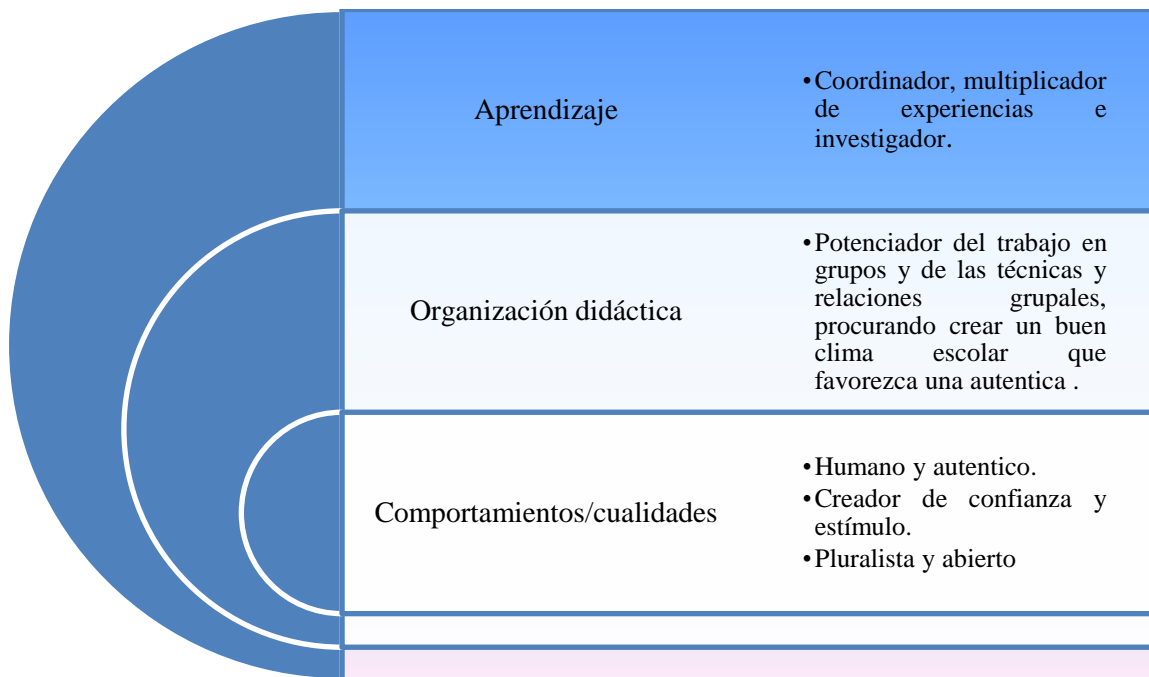 Aprendizaje
•Coordinador, multiplicador
de experiencias e
investigador.
Organización didáctica
•Potenciador del trabajo en
grupos y de las técnicas y
relaciones grupales,
procurando crear un buen
clima escolar que
favorezca una autentica .
Comportamientos/cualidades
•Humano y autentico.
•Creador de confianza y
estímulo.
•Pluralista y abierto